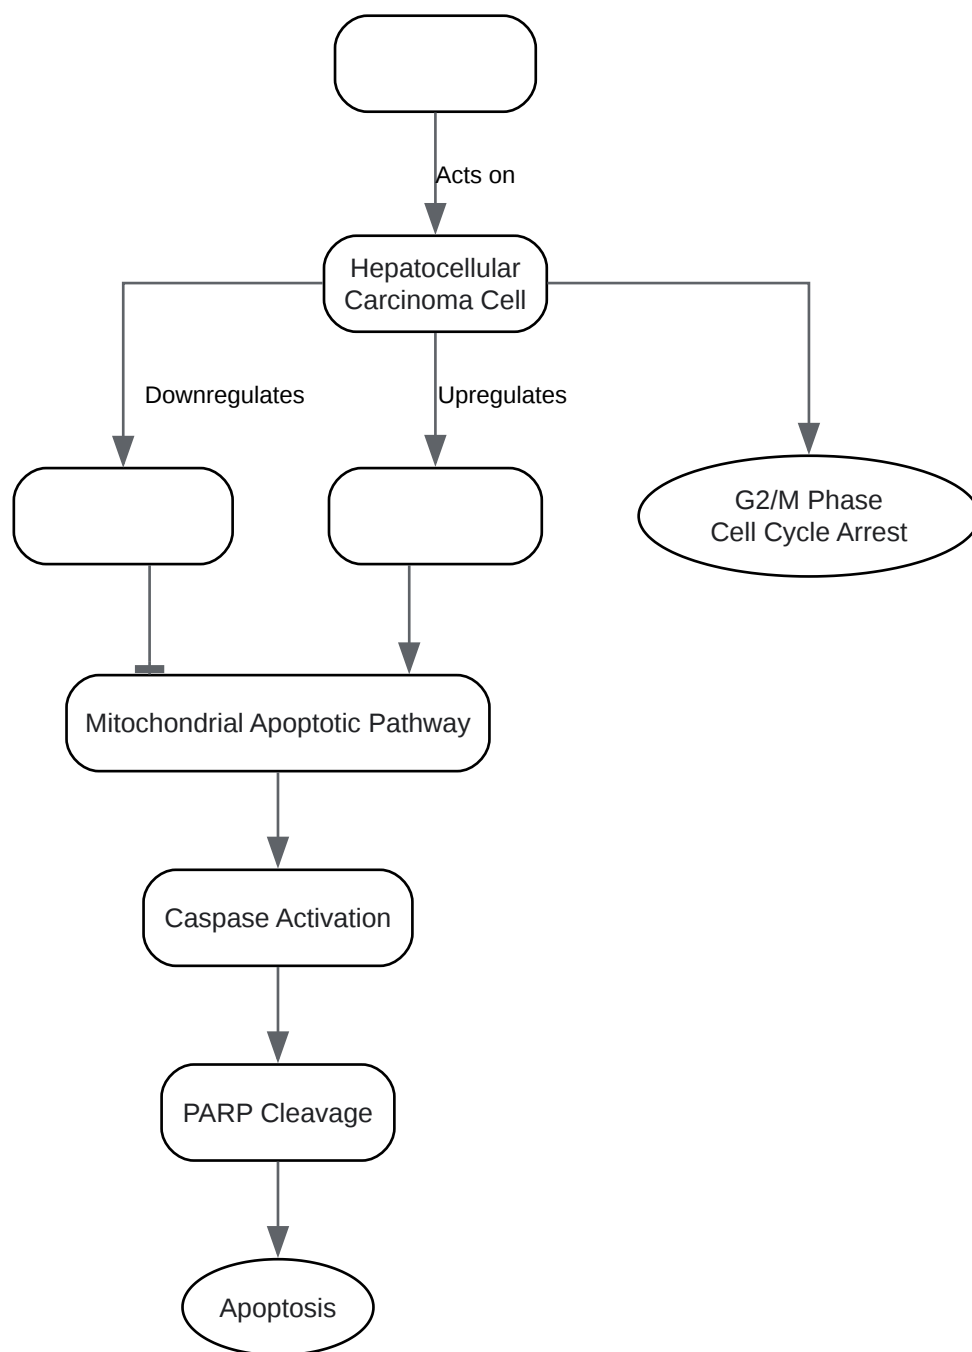 Acts on
Hepatocellular
Carcinoma Cell
Downregulates
Upregulates
G2/M Phase
Cell Cycle Arrest
Mitochondrial Apoptotic Pathway
Caspase Activation
PARP Cleavage
Apoptosis